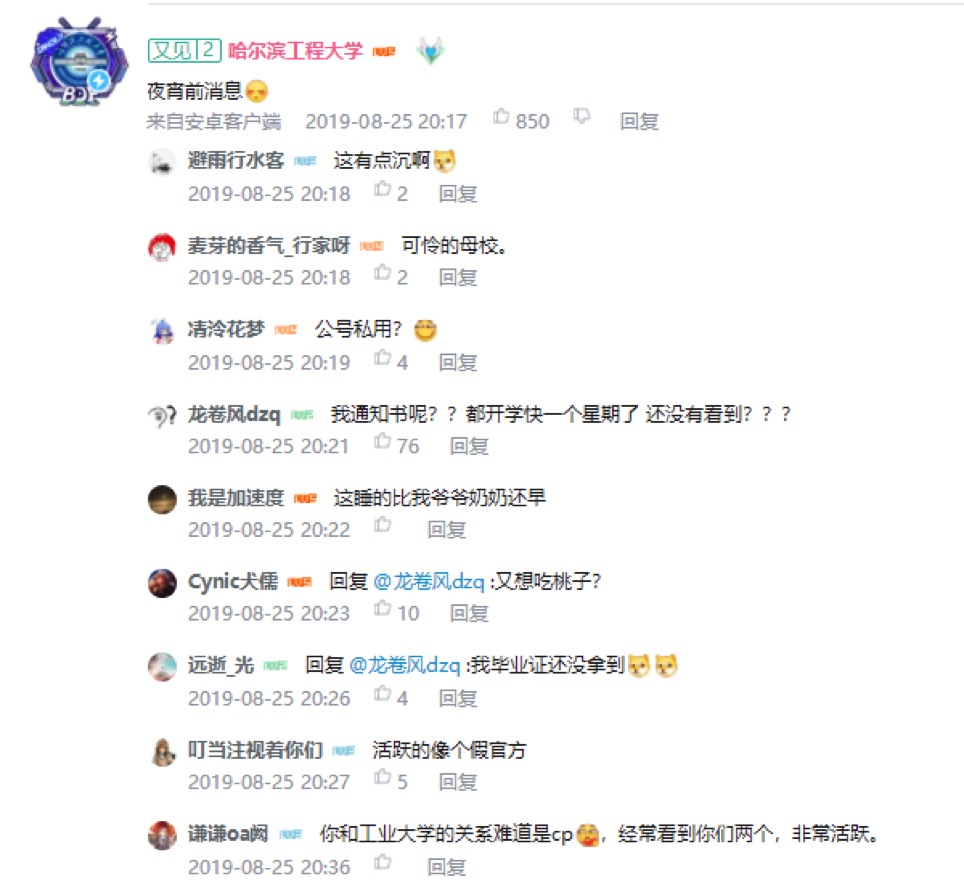 又见 2 哈尔滨工程大学
夜宵前消息
来自安卓客户端 2019-08-25 20:17 850 回复
避雨行水客 这有点沉啊
2019-08-25 20:18 2 回复
麦芽的香气_行家呀 可怜的母校。
2019-08-25 20:18 2 回复
清泠花梦 公号私用？
2019-08-25 20:19 4 回复
龙卷风dzq 我通知书呢？？都开学快一个星期了 还没有看到？？？
2019-08-25 20:21 76 回复
我是加速度 这睡的比我爷爷奶奶还早
2019-08-25 20:22 回复
Cynic犬儒 回复 @龙卷风dzq :又想吃桃子?
2019-08-25 20:23 10 回复
远逝_光 回复 @龙卷风dzq :我毕业证还没拿到
2019-08-25 20:26 4 回复
叮当注视着你们 活跃的像个假官方
2019-08-25 20:27 5 回复
谦谦oa阙 你和工业大学的关系难道是cp，经常看到你们两个，非常活跃。
2019-08-25 20:36 回复